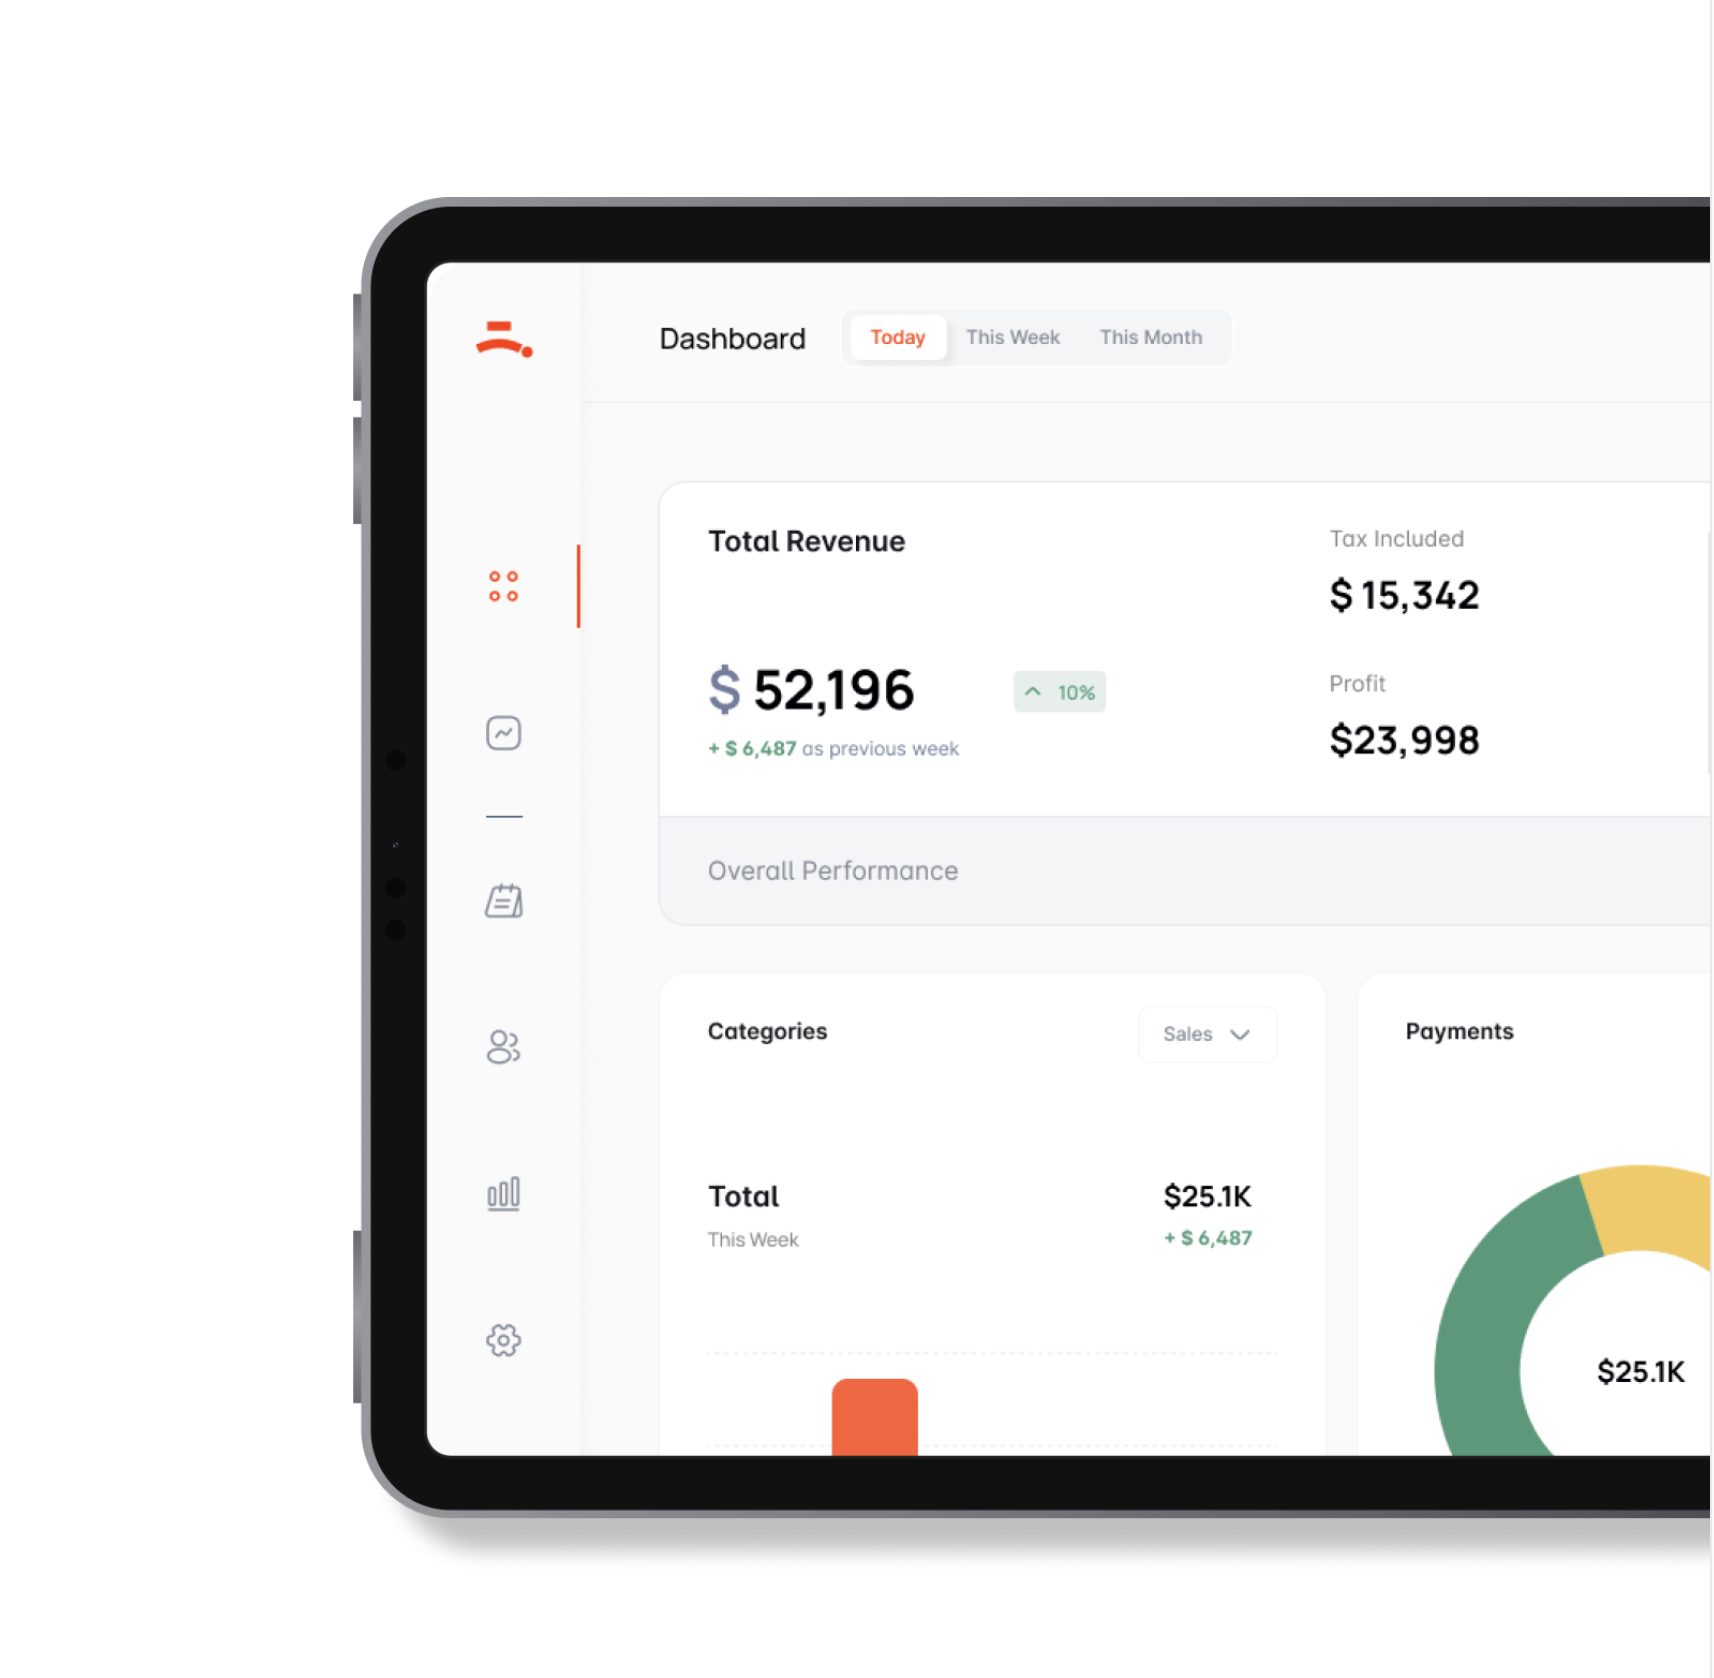 Dashboard
Today
This Week
This Month
Total Revenue
Tax Included
$ 15,342
$ 52,196
10%
+ $ 6,487 as previous week
Profit
$23,998
Overall Performance
Categories
Sales
Total
$25.1K
This Week
+ $ 6,487
Payments
$25.1K